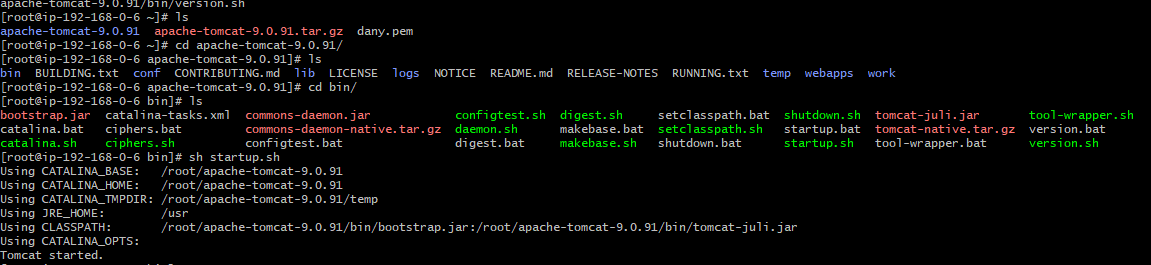 apache-tomcat-9.0.91/bin/version.sh
[root@ip-192-168-0-6 ~]# ls
apache-tomcat-9.0.91  apache-tomcat-9.0.91.tar.gz  dany.pem
[root@ip-192-168-0-6 ~]# cd apache-tomcat-9.0.91/
[root@ip-192-168-0-6 apache-tomcat-9.0.91]# ls
bin  BUILDING.txt  conf  CONTRIBUTING.md  lib  LICENSE  logs  NOTICE  README.md  RELEASE-NOTES  RUNNING.txt  temp  webapps  work
[root@ip-192-168-0-6 apache-tomcat-9.0.91]# cd bin/
[root@ip-192-168-0-6 bin]# ls
bootstrap.jar  catalina-tasks.xml  commons-daemon.jar  configtest.sh  digest.sh  setclasspath.bat  shutdown.sh  tomcat-juli.jar  tool-wrapper.sh
catalina.bat  ciphers.bat  commons-daemon-native.tar.gz  daemon.sh  makebase.bat  setclasspath.sh  startup.bat  tomcat-native.tar.gz  version.bat
catalina.sh  ciphers.sh  configtest.bat  digest.bat  makebase.sh  shutdown.bat  startup.sh  tool-wrapper.bat  version.sh
[root@ip-192-168-0-6 bin]# sh startup.sh
Using CATALINA_BASE:   /root/apache-tomcat-9.0.91
Using CATALINA_HOME:   /root/apache-tomcat-9.0.91
Using CATALINA_TMPDIR: /root/apache-tomcat-9.0.91/temp
Using JRE_HOME:        /usr
Using CLASSPATH:       /root/apache-tomcat-9.0.91/bin/bootstrap.jar:/root/apache-tomcat-9.0.91/bin/tomcat-juli.jar
Using CATALINA_OPTS:
Tomcat started.